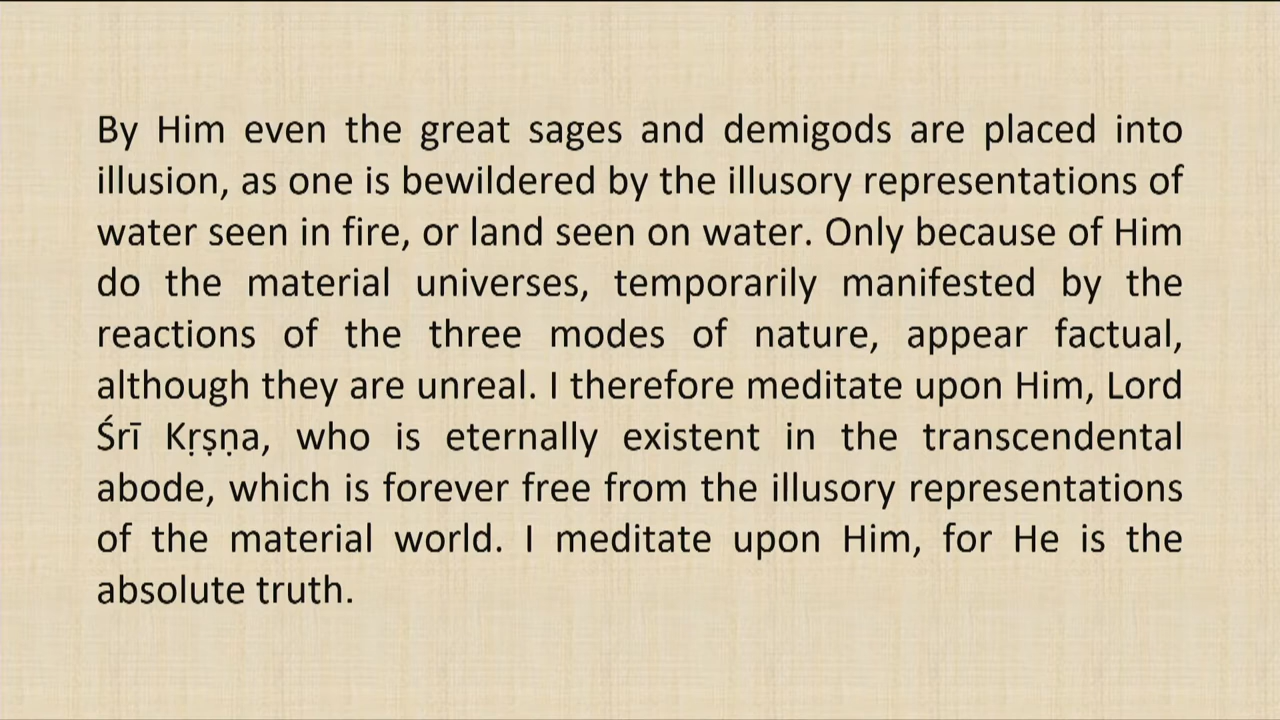 By Him even the great sages and demigods are placed into
illusion, as one is bewildered by the illusory representations of
water seen in fire, or land seen on water. Only because of Him
do the material universes, temporarily manifested by the
reactions of the three modes of nature, appear factual,
although they are unreal. I therefore meditate upon Him, Lord
Śrī Kṛṣṇa, who is eternally existent in the transcendental
abode, which is forever free from the illusory representations
of the material world. I meditate upon Him, for He is the
absolute truth.